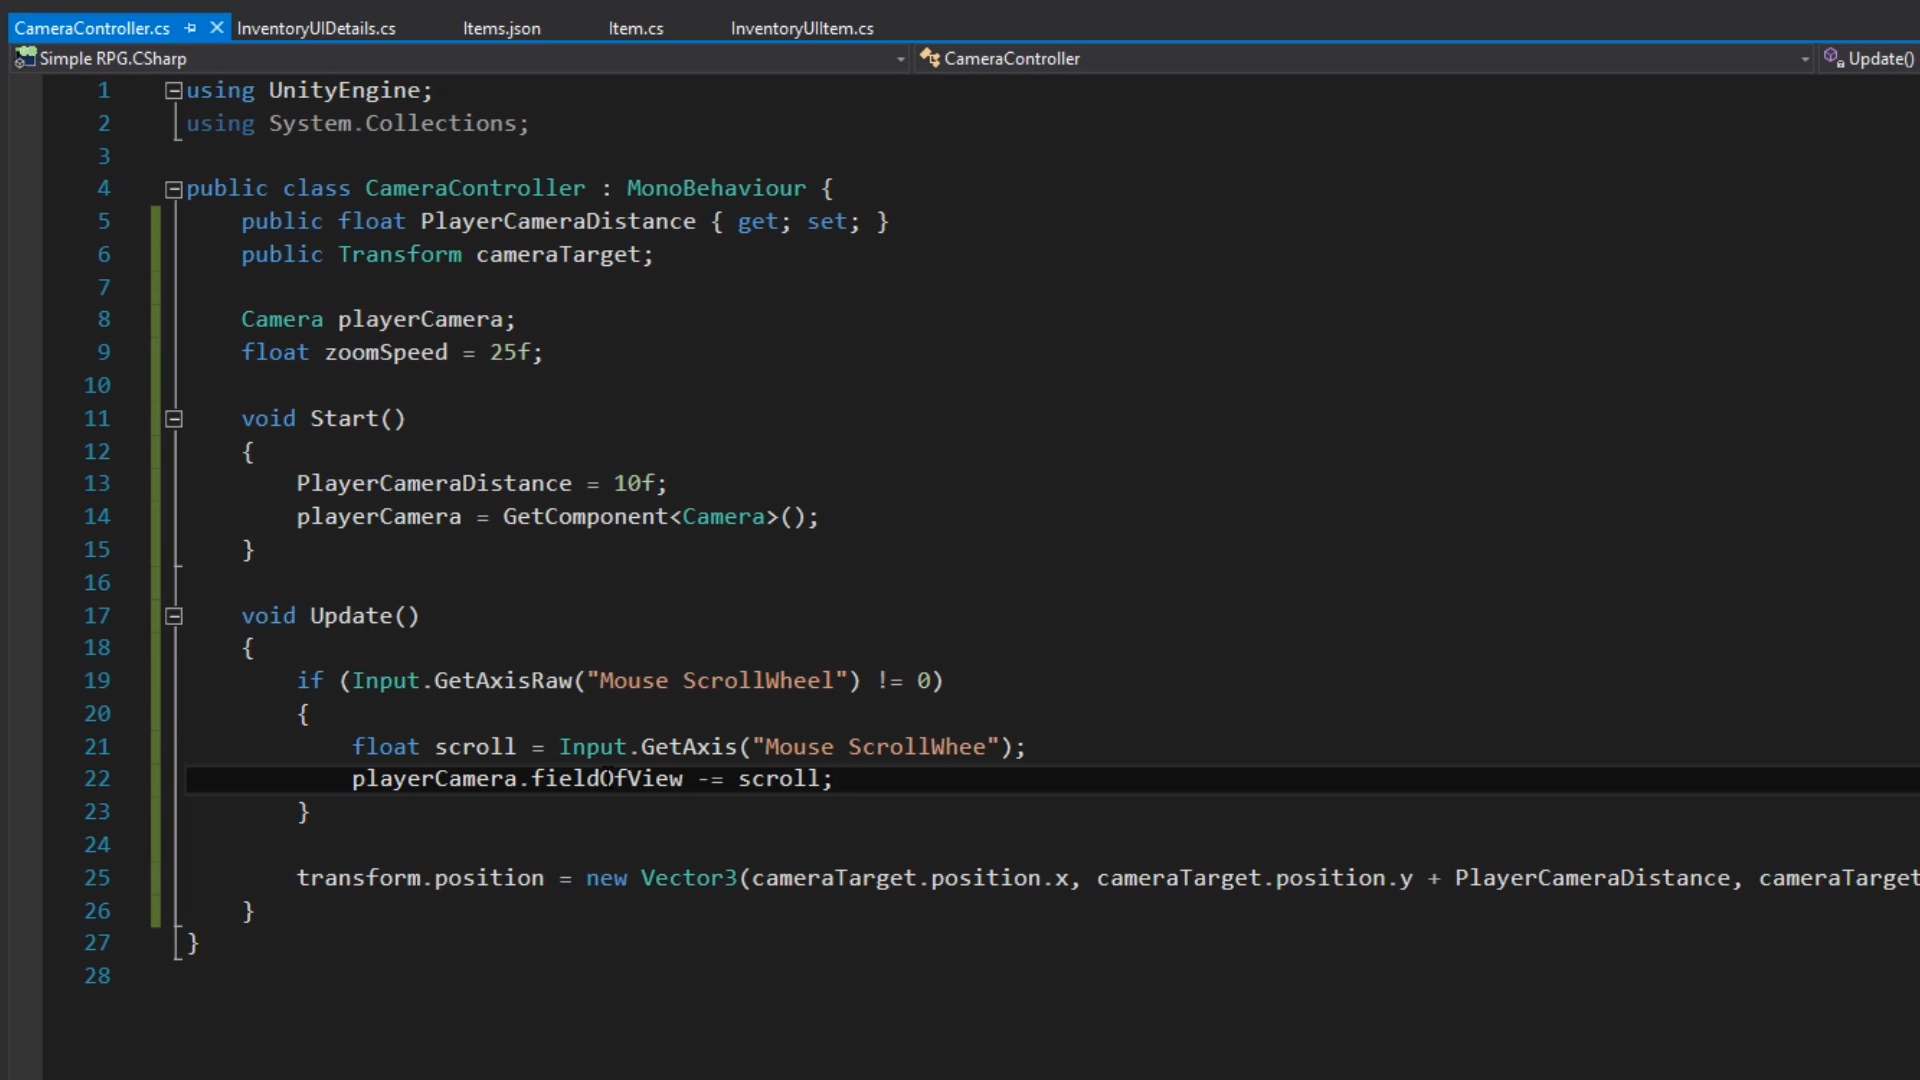 CameraController.cs InventoryUIDetails.cs Items.json Item.cs InventoryUIItem.cs
Simple RPG.CSharp CameraController Update()
1 using UnityEngine;
2 using System.Collections;
3
4 public class CameraController : MonoBehaviour {
5 public float PlayerCameraDistance { get; set; }
6 public Transform cameraTarget;
7
8 Camera playerCamera;
9 float zoomSpeed = 25f;
10
11 void Start()
12 {
13 PlayerCameraDistance = 10f;
14 playerCamera = GetComponent<Camera>();
15 }
16
17 void Update()
18 {
19 if (Input.GetAxisRaw("Mouse ScrollWheel") != 0)
20 {
21 float scroll = Input.GetAxis("Mouse ScrollWhee");
22 playerCamera.fieldOfView -= scroll;
23 }
24
25 transform.position = new Vector3(cameraTarget.position.x, cameraTarget.position.y + PlayerCameraDistance, cameraTarget
26 }
27 }
28